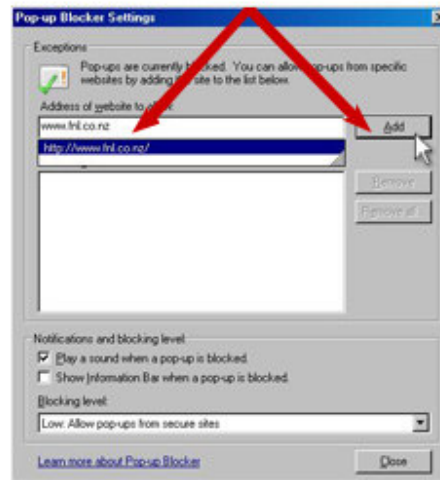 Pop-up Blocker Settings
Exceptions
Pop-ups are currently blocked. You can allow pop-ups from specific
websites by adding the site to the list below.
Address of website to
www.fnl.co.nz
Add
http://www.fnl.co.nz/
Remove
Remove all...
Notifications and blocking level
Play a sound when a pop-up is blocked.
Show Information Bar when a pop-up is blocked.
Blocking level:
Low: Allow pop-ups from secure sites
Learn more about Pop-up Blocker
Close